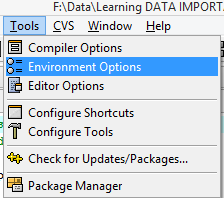 F:\Data\Learning DATA IMPORTA
Tools CVS Window Help
Compiler Options
Environment Options
Editor Options
Configure Shortcuts
Configure Tools
Check for Updates/Packages...
Package Manager